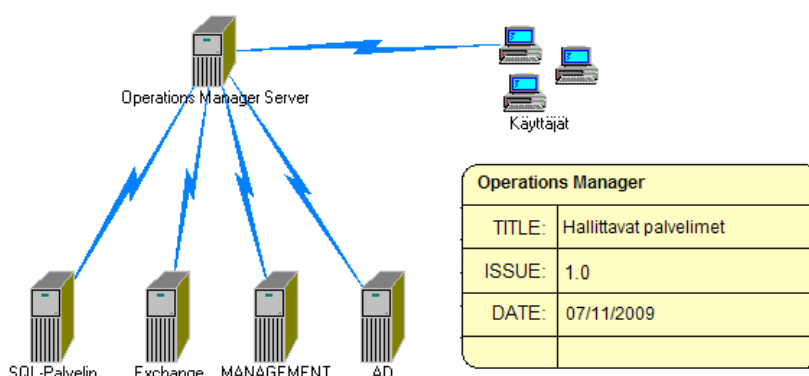 Operations Manager Server
Käyttäjät
Operations Manager
TITLE: Hallittavat palvelimet
ISSUE: 1.0
DATE: 07/11/2009
SQL-Palvelin Exchange MANAGEMENT AD